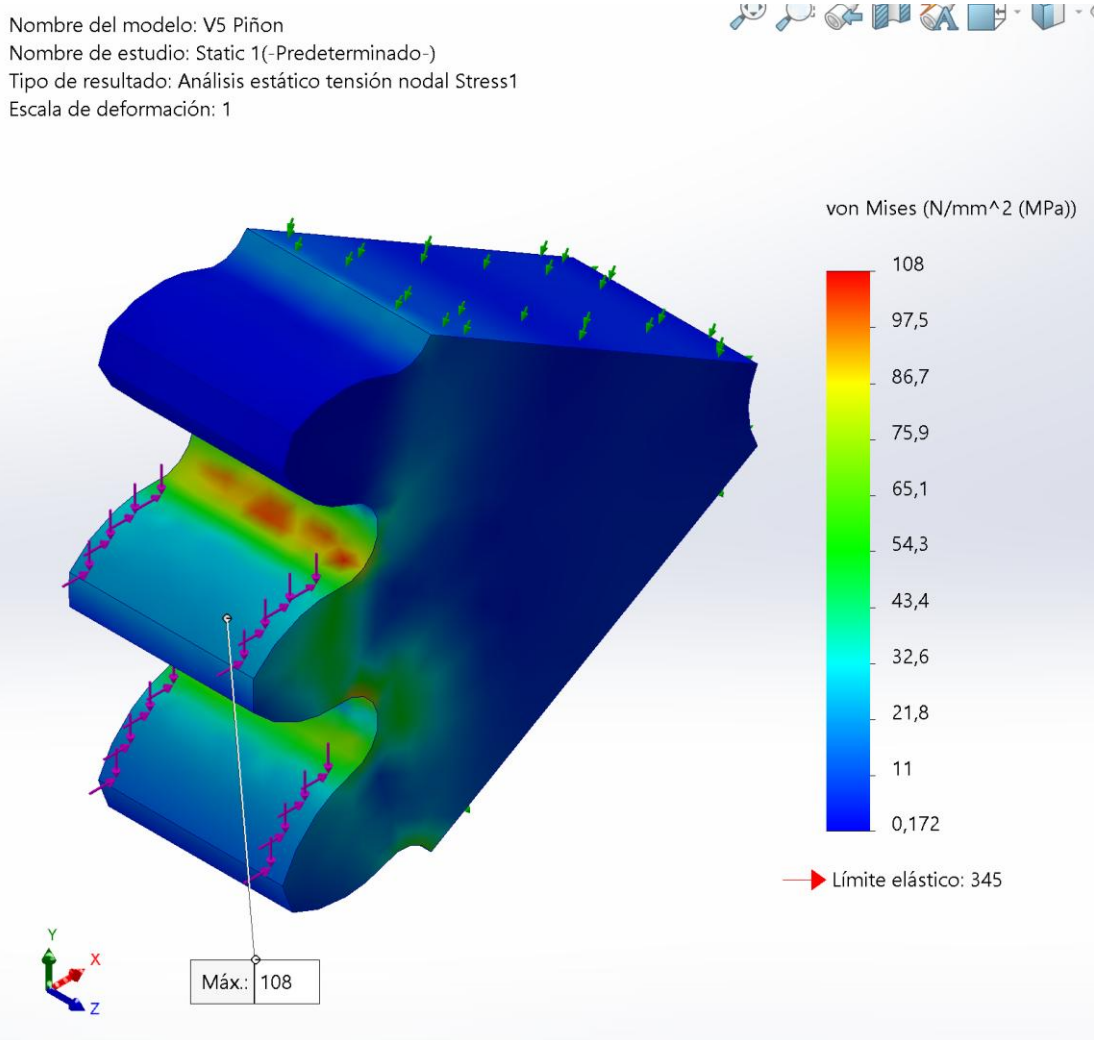 Nombre del modelo: V5 Piñon
Nombre de estudio: Static 1(-Predeterminado-)
Tipo de resultado: Análisis estático tensión nodal Stress1
Escala de deformación: 1
von Mises (N/mm^2 (MPa))
108
97,5
86,7
75,9
65,1
54,3
43,4
32,6
21,8
11
0,172
Límite elástico: 345
Y
X
Z
Máx.: 108